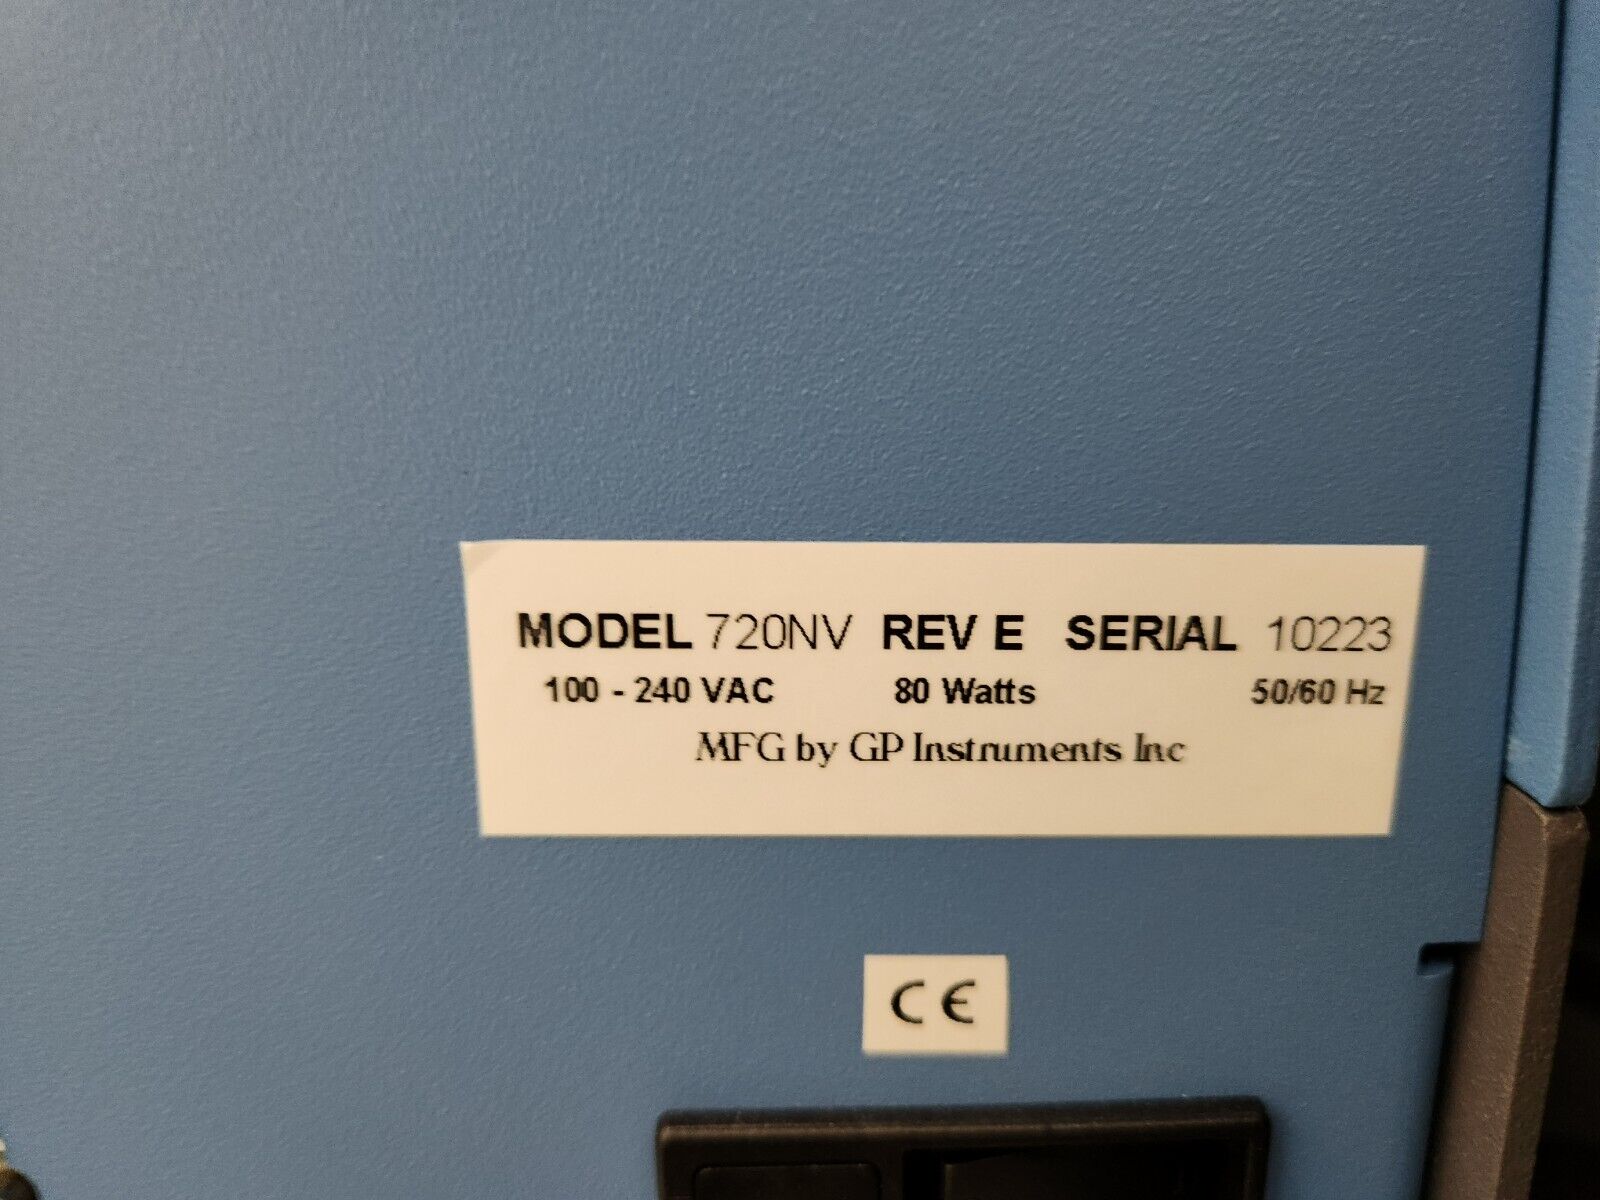 MODEL 720NV REV E SERIAL 10223
100 - 240 VAC 80 Watts 50/60 Hz
MFG by GP Instruments Inc
CE